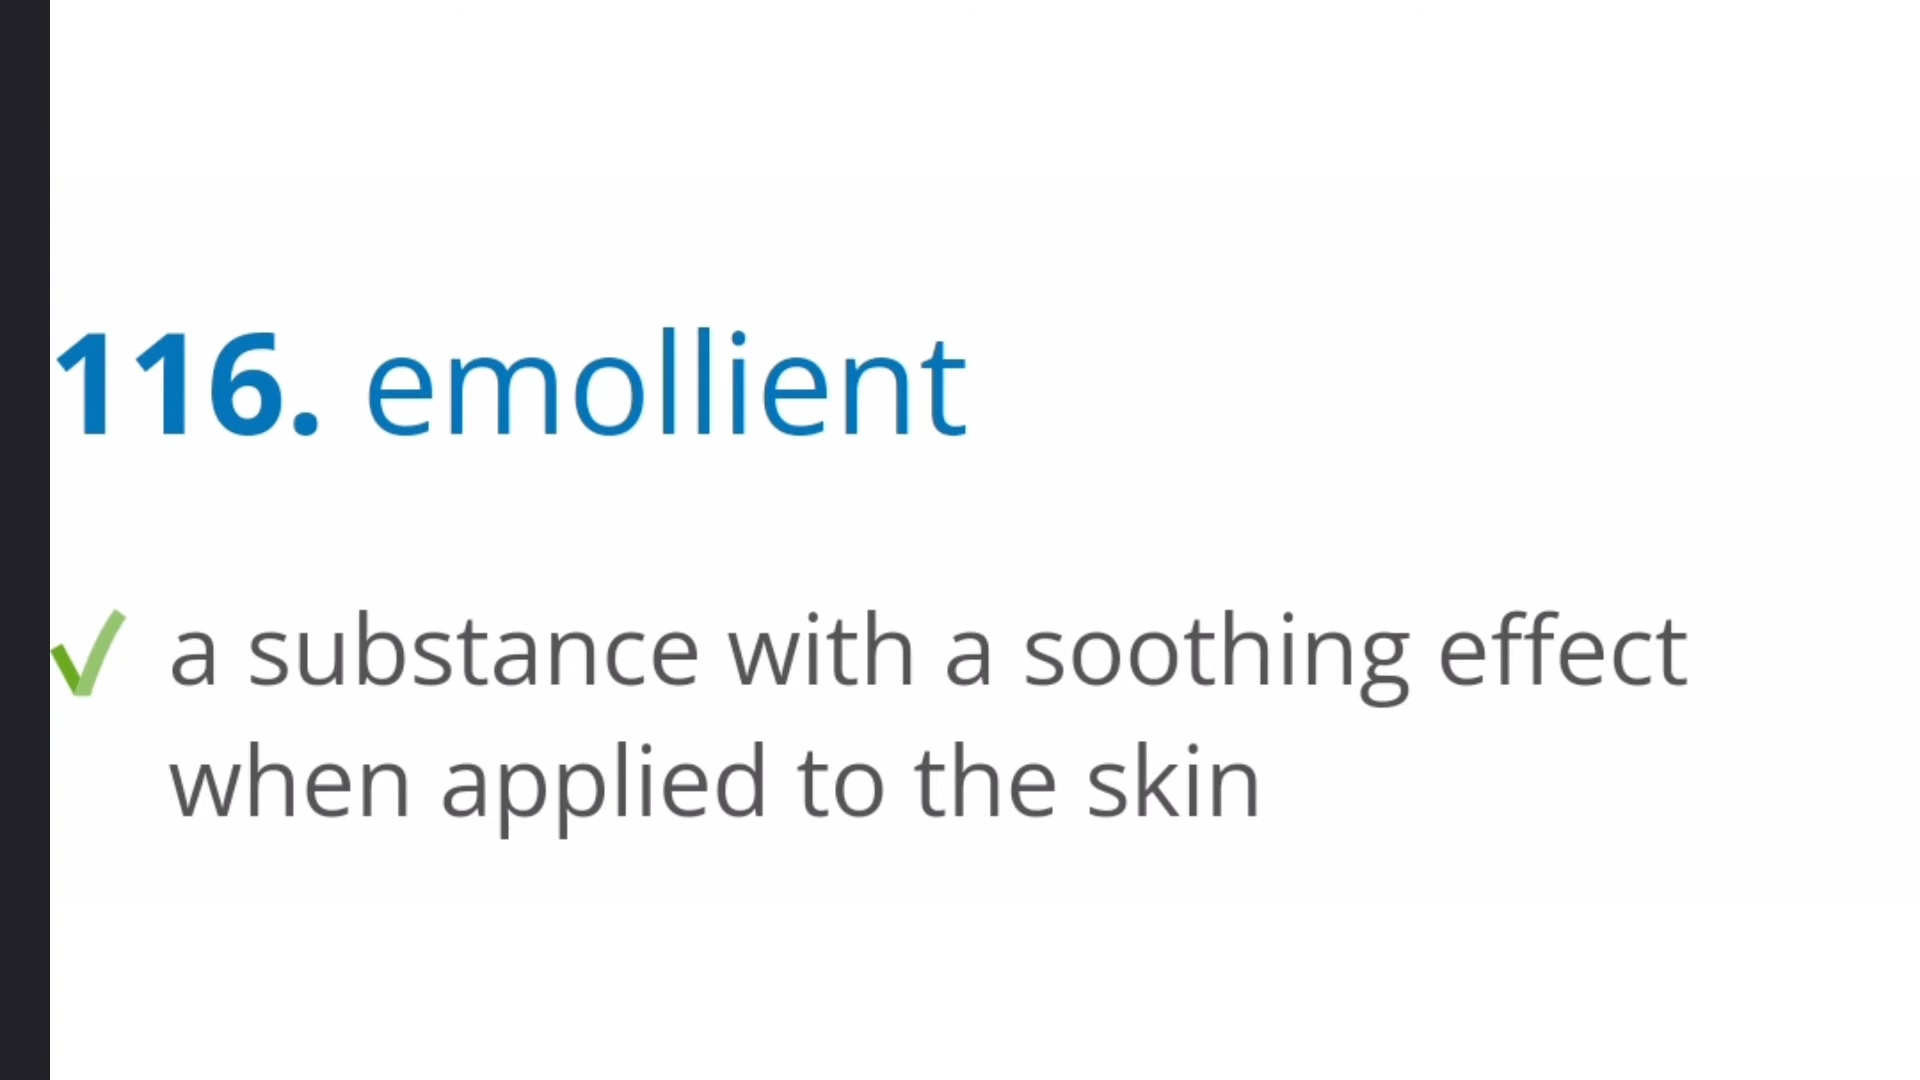 116. emollient
a substance with a soothing effect
when applied to the skin